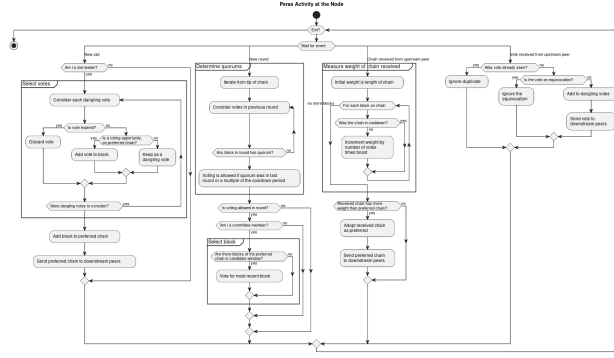 Peras Activity at the Node
Exit?
Wait for event
New slot
Am I a slot leader?
no
yes
Select votes
Consider each dangling vote
Is vote expired?
yes
no
Discard vote
Is a voting opportunity,
no preferred chain?
yes
no
Add vote to block
Keep as a
dangling vote
More dangling votes to consider?
yes
Add block to preferred chain
Send preferred chain to downstream peers
New round
Determine quorums
Iterate from tip of chain
Consider votes in previous round
Any block in round has quorum?
no
Voting is allowed if quorum was in last
round or a multiple of the cooldown period
Is voting allowed in round?
no
yes
Am I a committee member?
no
yes
Select block
Are there blocks of the preferred
chain in candidate window?
no
yes
Vote for most recent block
Chain received from upstream peer
Measure weight of chain received
Initial weight is length of chain
no more blocks
For each block on chain
Was the chain in cooldown?
yes
no
Increment weight by
number of votes
times boost
Received chain has more
weight than preferred chain?
no
yes
Adopt received chain
as preferred
Send preferred chain
to downstream peers
Vote received from upstream peer
Was vote already seen?
yes
no
Ignore duplicate
Is the vote an equivocation?
yes
no
Ignore the
equivocation
Add to dangling votes
Send vote to
downstream peers